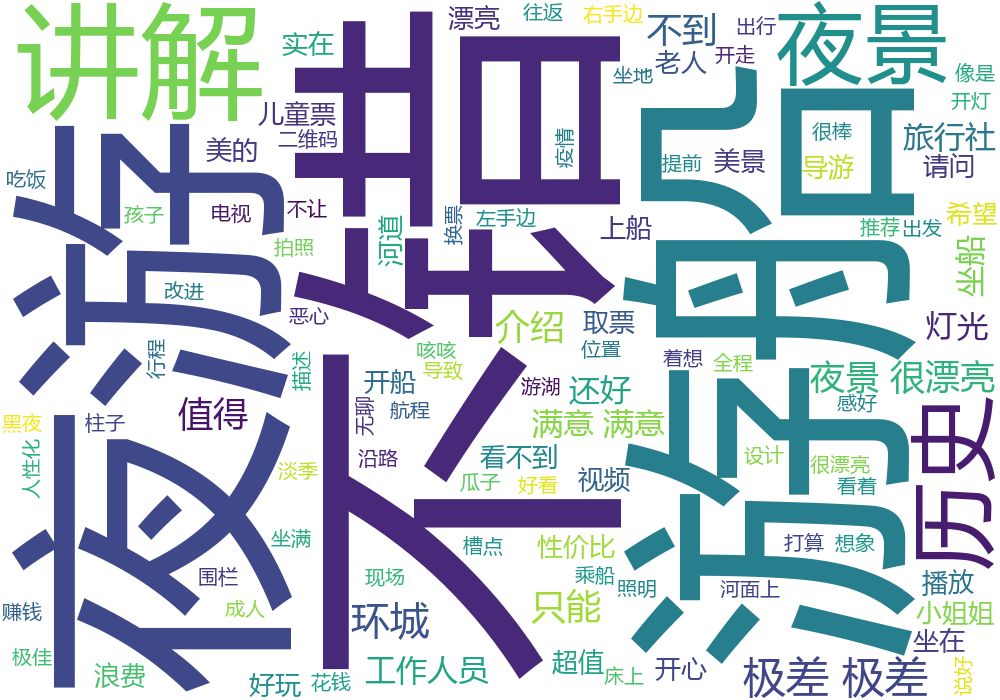 讲解
夜游
不错
游船
夜景
漂亮
往返
右手边
出行
不到
老人
开走
坐地
像是
开灯
实在
儿童票
二维码
美的
疫情
很棒
旅行社
提前
美景
导游
请问
吃饭
孩子
电视
不让
换票
左手边
上船
推荐
出发
希望
拍照
河道
坐船
改进
恶心
介绍
取票
灯光
行程
描述
咳咳
导致
位置
着想
全程
开船
航程
游湖
还好
夜景 很漂亮
值得
黑夜
柱子
无聊
满意 满意
感好
历史
人性化
淡季
沿路
看不到
瓜子
好看
视频
设计
很漂亮
看着
坐满
槽点
性价比
打算
想象
围栏
现场
乘船
照明
河面上
播放
赚钱
成人
环城
只能
小姐姐
极佳
浪费
好玩
花钱
工作人员
超值
床上
开心
极差 极差
坐在
说好